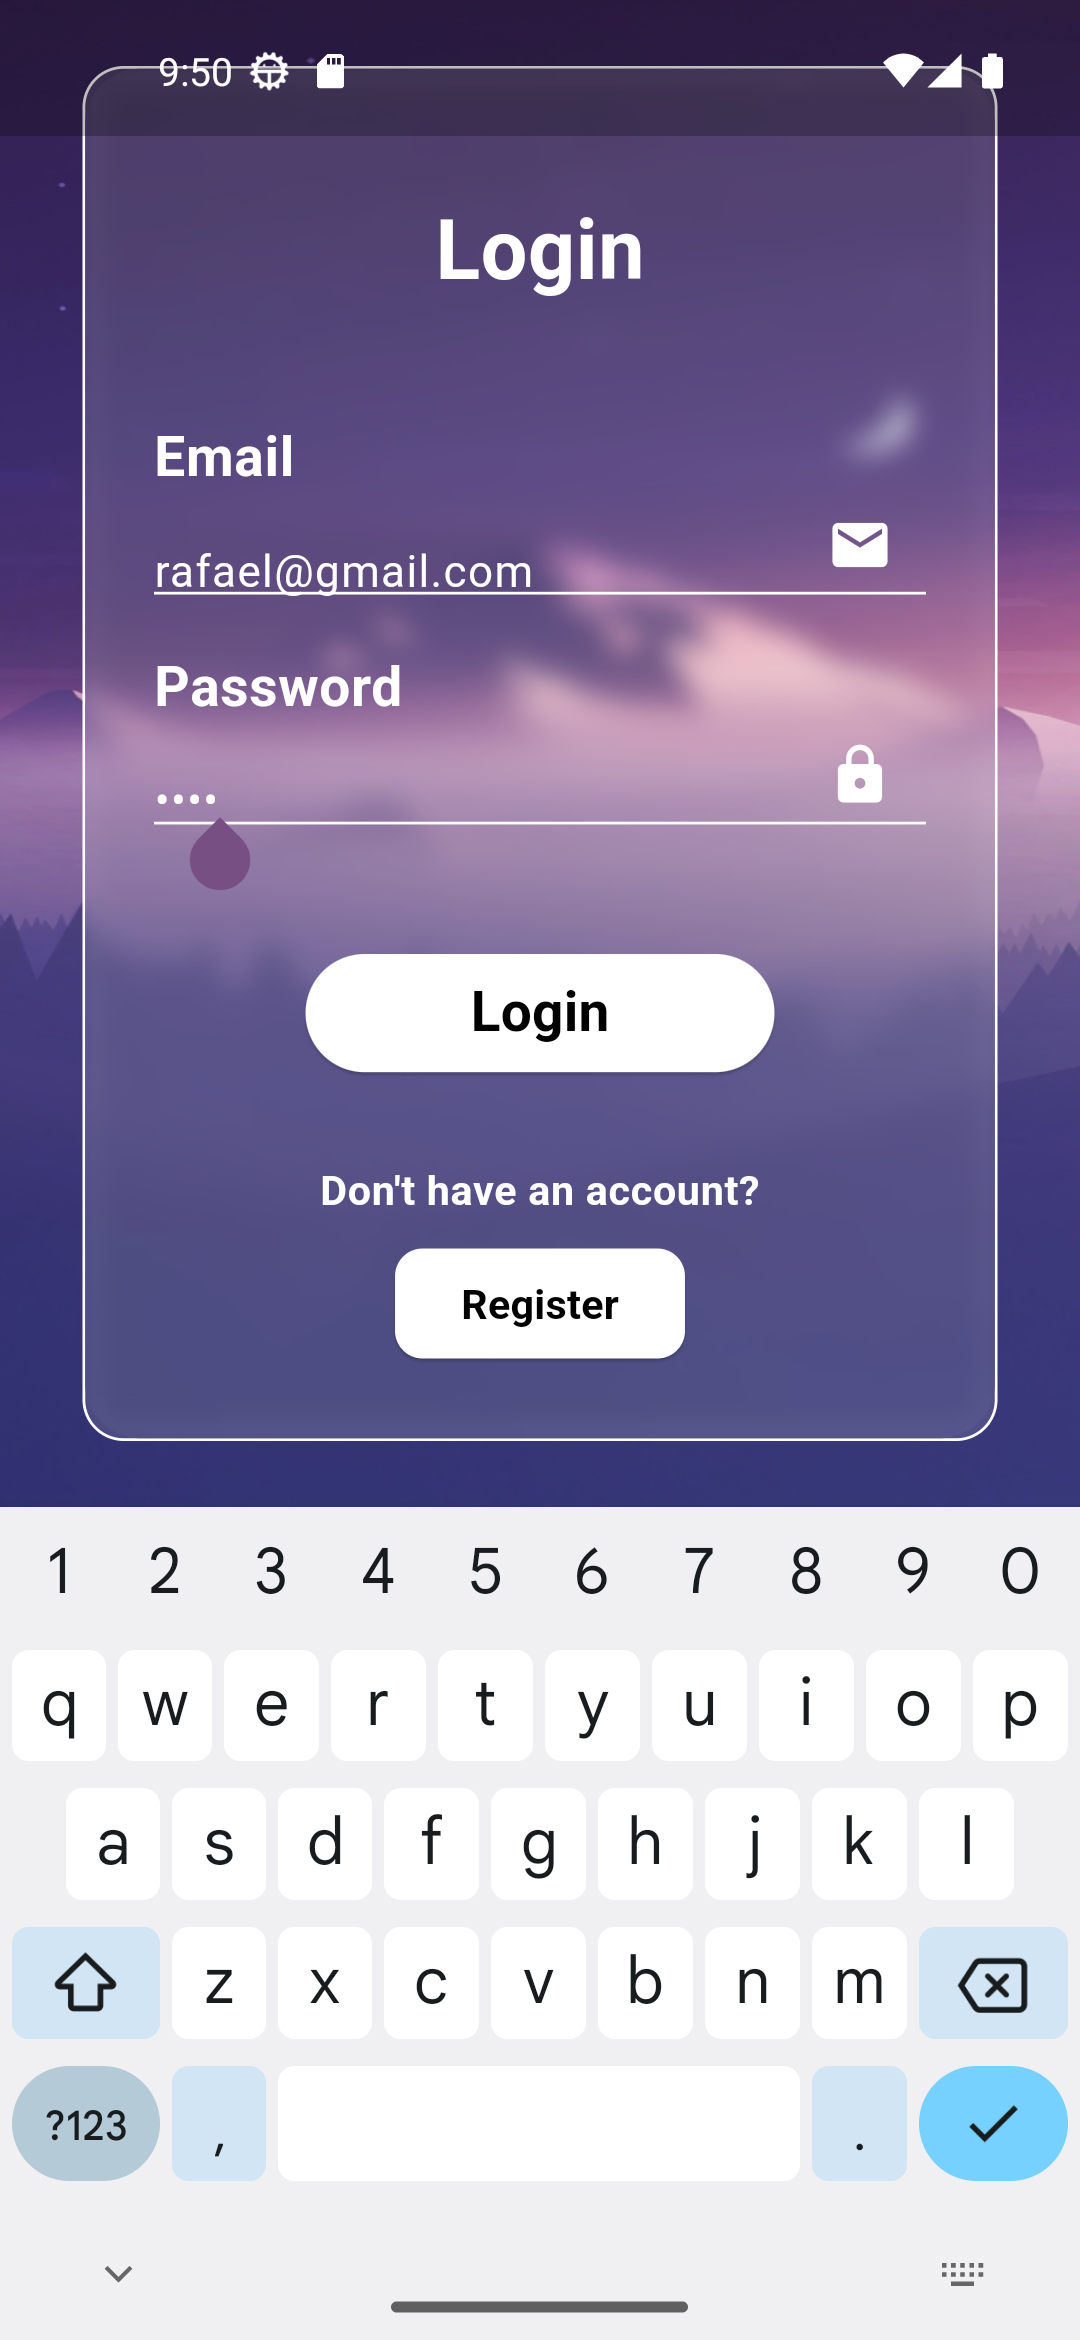 9:50
Login
Email
rafael@gmail.com
Password
••••
Login
Don't have an account?
Register
1 2 3 4 5 6 7 8 9 0
q w e r t y u i o p
a s d f g h j k l
z x c v b n m
?123 , .